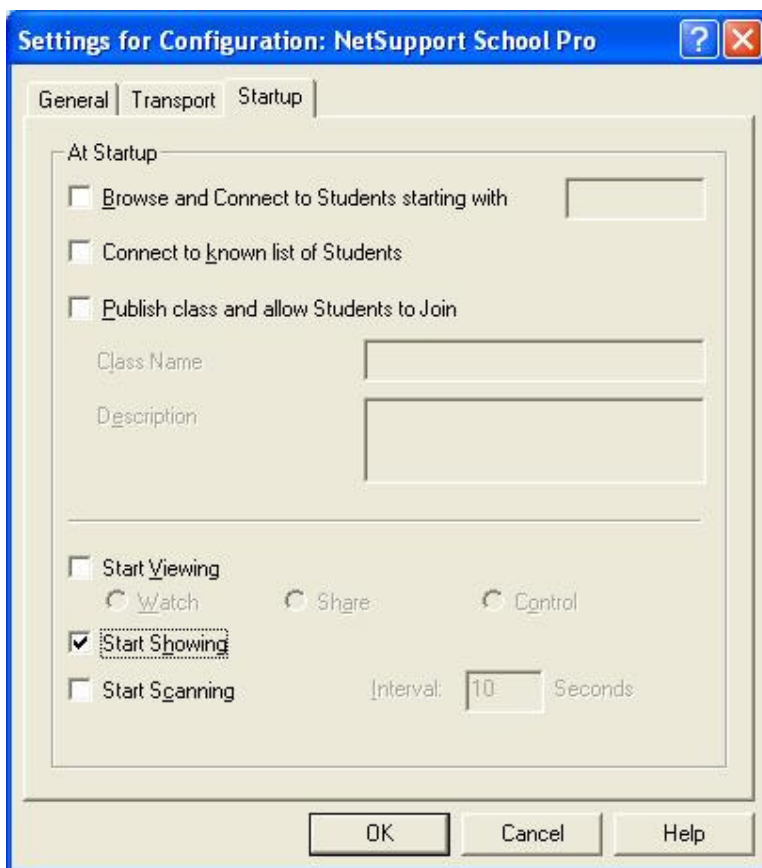 Settings for Configuration: NetSupport School Pro
General Transport Startup
At Startup
Browse and Connect to Students starting with
Connect to known list of Students
Publish class and allow Students to Join
Class Name
Description
Start Viewing
Watch Share Control
Start Showing
Start Scanning Interval: 10 Seconds
OK Cancel Help